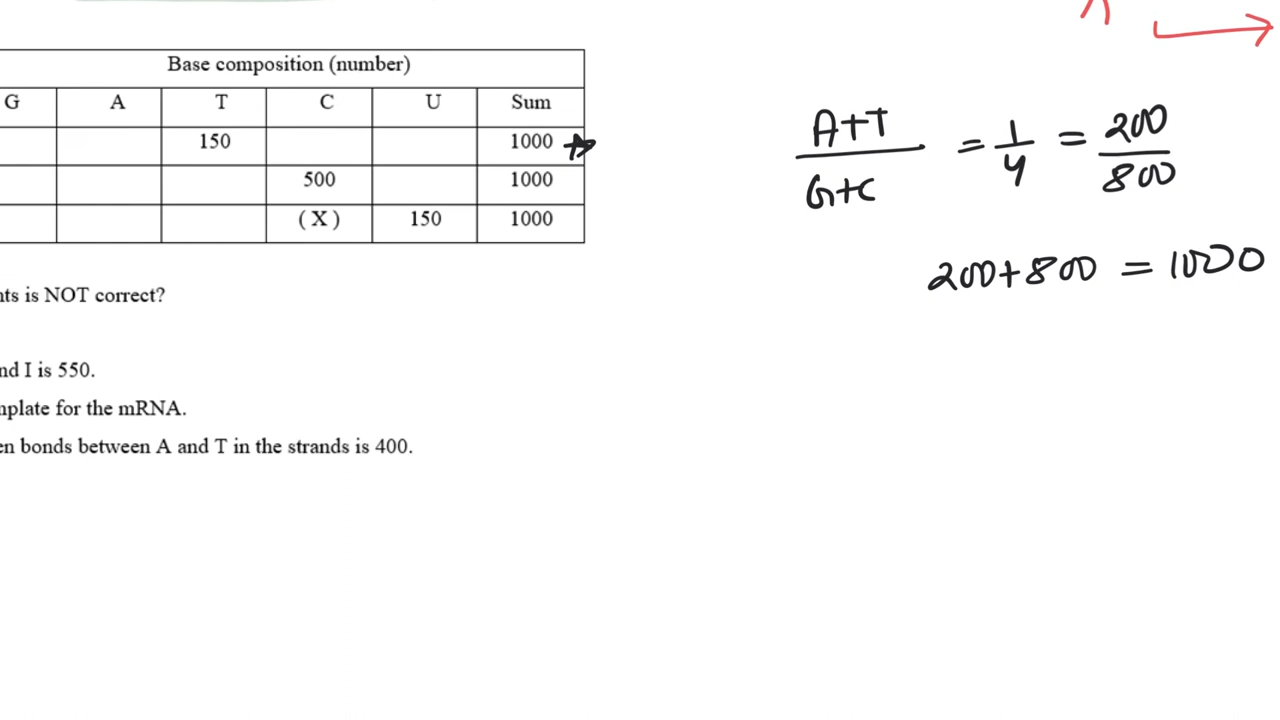 Base composition (number)
G A T C U Sum
150 1000
500 1000
( X ) 150 1000
nts is NOT correct?
nd I is 550.
nplate for the mRNA.
en bonds between A and T in the strands is 400.
A+T / G+C = 1/4 = 200/800
200+800 = 1000